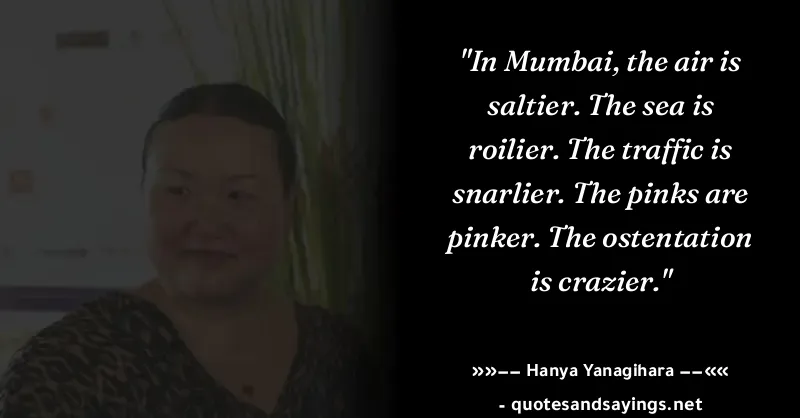 "In Mumbai, the air is
saltier. The sea is
roilier. The traffic is
snarlier. The pinks are
pinker. The ostentation
is crazier."
»»−− Hanya Yanagihara −−««
- quotesandsayings.net